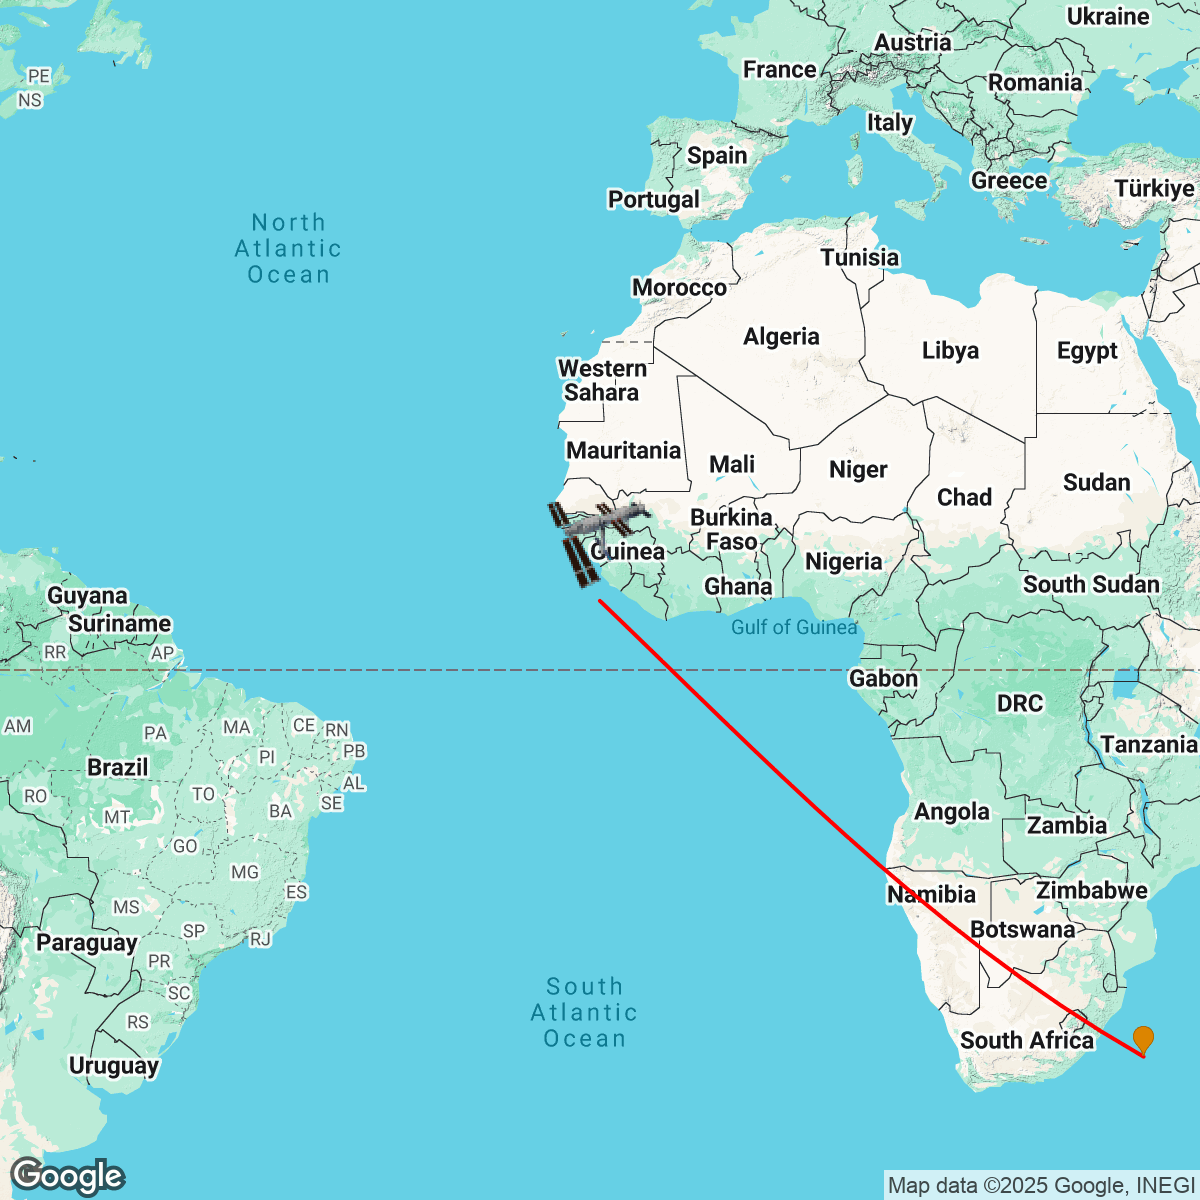 Ukraine
Austria
France
Romania
PE
NS
Italy
Spain
Greece
Türkiye
Portugal
North
Atlantic
Ocean
Tunisia
Morocco
Algeria
Libya
Egypt
Western
Sahara
Mauritania
Mali
Niger
Sudan
Chad
Burkina
Faso
Guinea
Nigeria
Ghana
South Sudan
Guyana
Suriname
Gulf of Guinea
RR
AP
Gabon
DRC
AM
PA
MA
CE
RN
PB
PI
Tanzania
Brazil
AL
RO
TO
SE
MT
BA
Angola
Zambia
GO
MG
ES
Namibia
Zimbabwe
MS
SP
RJ
Botswana
Paraguay
PR
SC
South
Atlantic
Ocean
RS
South Africa
Uruguay
Google
Map data ©2025 Google, INEGI